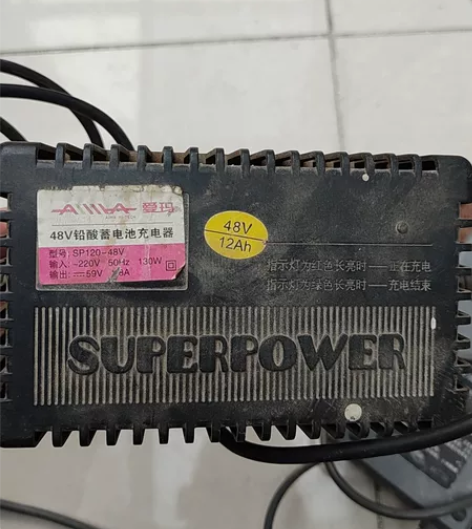 AIMA 爱玛
48V铅酸蓄电池充电器
型号: SP120-48V
输入: ~220V 50Hz 130W
输出: 59V
48V
12Ah
指示灯为红色长亮时——正在充电
指示灯为绿色长亮时——充电结束
SUPERPOWER